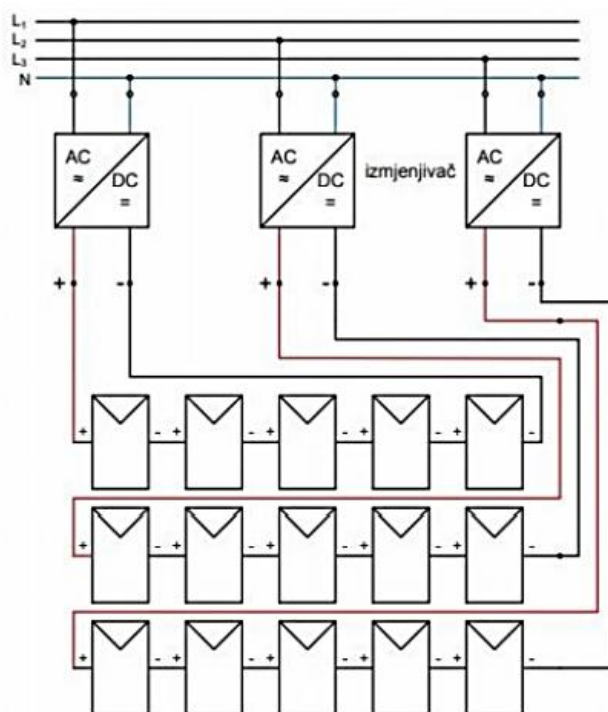 L₁
L₂
L₃
N
AC ≈ DC =
AC ≈ DC =
izmjenjivač
AC ≈ DC =
+ -
+ -
+ -
+ - + - + - + - + -
+ - + - + - + - + -
+ - + - + - + - + -